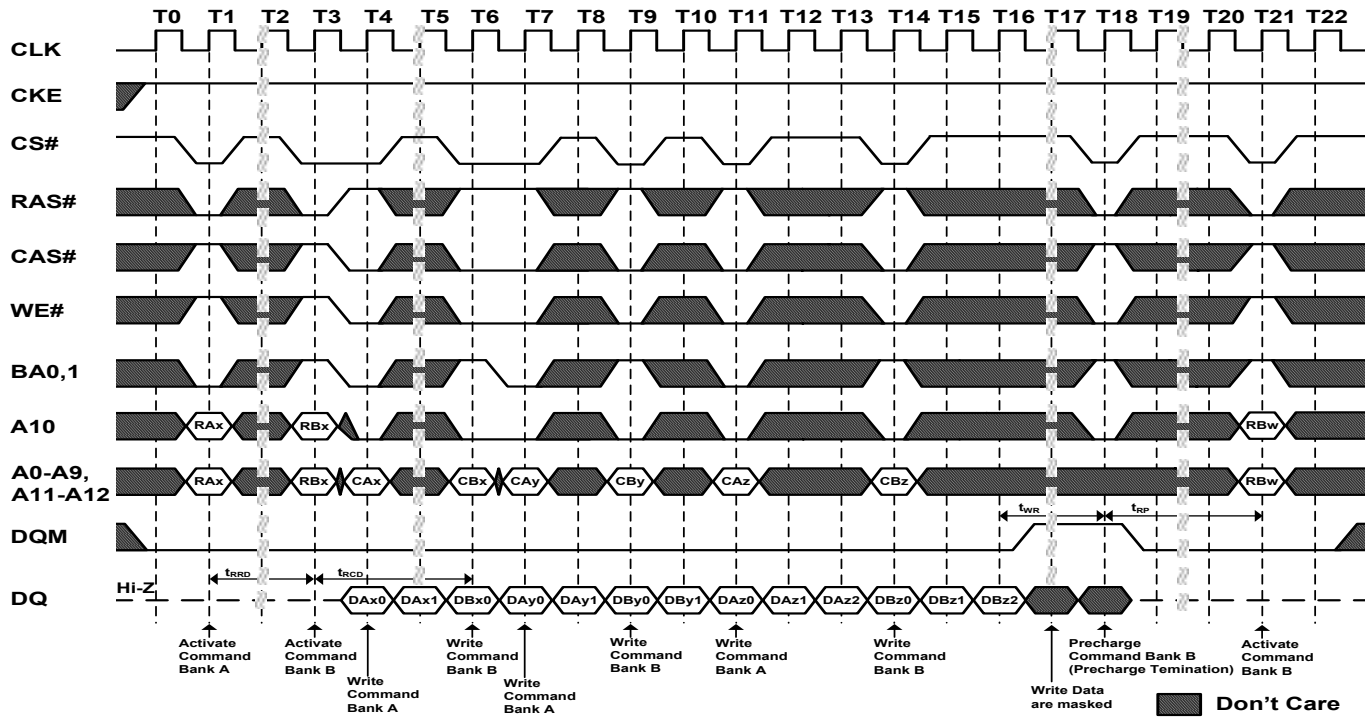 T0 T1 T2 T3 T4 T5 T6 T7 T8 T9 T10 T11 T12 T13 T14 T15 T16 T17 T18 T19 T20 T21 T22
CLK
CKE
CS#
RAS#
CAS#
WE#
BA0,1
A10
RAx RBx RBw
A0-A9,
A11-A12
RAx RBx CAx CBx CAy CBy CAz CBz RBw
tWR tRP
DQM
tRRD tRCD
DQ
Hi-Z
DAx0 DAx1 DBx0 DAy0 DAy1 DBy0 DBy1 DAz0 DAz1 DAz2 DBz0 DBz1 DBz2
Activate
Command
Bank A
Activate
Command
Bank B
Write
Command
Bank A
Write
Command
Bank B
Write
Command
Bank A
Write
Command
Bank B
Write
Command
Bank A
Write
Command
Bank B
Write Data
are masked
Precharge
Command Bank B
(Precharge Temination)
Activate
Command
Bank B
Don't Care